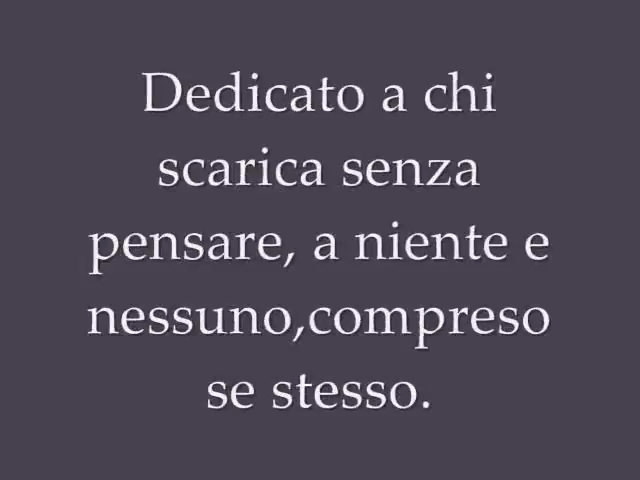 Dedicato a chi
scarica senza
pensare, a niente e
nessuno,compreso
se stesso.